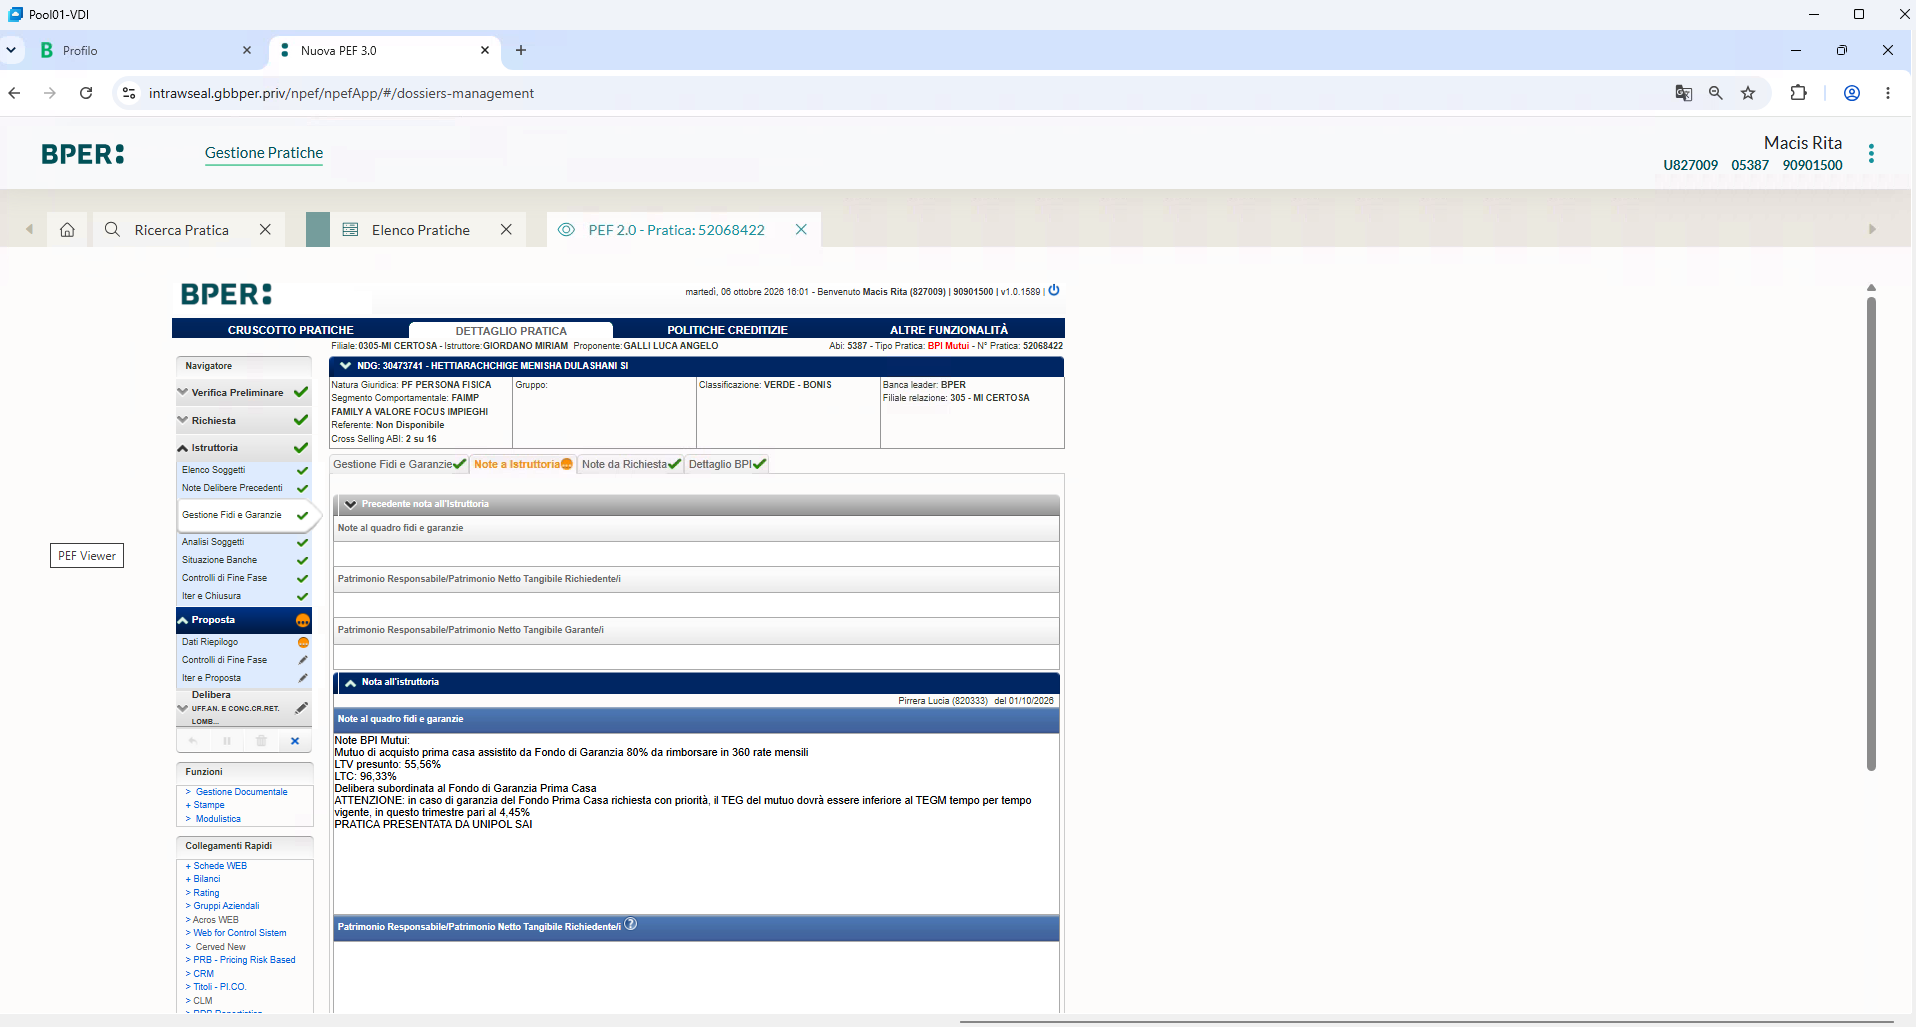 Pool01-VDI
Profilo
Nuova PEF 3.0
intrawseal.gbbper.priv/npef/npefApp/#/dossiers-management
BPER:
Gestione Pratiche
Macis Rita
U827009 05387 90901500
Ricerca Pratica
Elenco Pratiche
PEF 2.0 - Pratica: 52068422
BPER:
martedì, 06 ottobre 2026 16:01 - Benvenuto Macis Rita (827009) | 90901500 | v1.0.1589 |
CRUSCOTTO PRATICHE
DETTAGLIO PRATICA
POLITICHE CREDITIZIE
ALTRE FUNZIONALITÀ
Filiale: 0305-MI CERTOSA - Istruttore: GIORDANO MIRIAM Proponente: GALLI LUCA ANGELO
Abi: 5387 - Tipo Pratica: BPI Mutui - N° Pratica: 52068422
Navigatore
Verifica Preliminare
Richiesta
Istruttoria
Elenco Soggetti
Note Delibere Precedenti
Gestione Fidi e Garanzie
Analisi Soggetti
Situazione Banche
Controlli di Fine Fase
Iter e Chiusura
Proposta
Dati Riepilogo
Controlli di Fine Fase
Iter e Proposta
Delibera
UFF.AN. E CONC.CR.RET.
LOMB...
PEF Viewer
Funzioni
> Gestione Documentale
+ Stampe
> Modulistica
Collegamenti Rapidi
+ Schede WEB
+ Bilanci
> Rating
> Gruppi Aziendali
> Acros WEB
> Web for Control Sistem
> Cerved New
> PRB - Pricing Risk Based
> CRM
> Titoli - PI.CO.
> CLM
NDG: 30473741 - HETTIARACHCHIGE MENISHA DULASHANI SI
Natura Giuridica: PF PERSONA FISICA
Segmento Comportamentale: FAIMP
FAMILY A VALORE FOCUS IMPIEGHI
Referente: Non Disponibile
Cross Selling ABI: 2 su 16
Gruppo:
Classificazione: VERDE - BONIS
Banca leader: BPER
Filiale relazione: 305 - MI CERTOSA
Gestione Fidi e Garanzie
Note a Istruttoria
Note da Richiesta
Dettaglio BPI
Precedente nota all'Istruttoria
Note al quadro fidi e garanzie
Patrimonio Responsabile/Patrimonio Netto Tangibile Richiedente/i
Patrimonio Responsabile/Patrimonio Netto Tangibile Garante/i
Nota all'istruttoria
Pirrera Lucia (820333) del 01/10/2026
Note al quadro fidi e garanzie
Note BPI Mutui:
Mutuo di acquisto prima casa assistito da Fondo di Garanzia 80% da rimborsare in 360 rate mensili
LTV presunto: 55,56%
LTC: 96,33%
Delibera subordinata al Fondo di Garanzia Prima Casa
ATTENZIONE: in caso di garanzia del Fondo Prima Casa richiesta con priorità, il TEG del mutuo dovrà essere inferiore al TEGM tempo per tempo
vigente, in questo trimestre pari al 4,45%
PRATICA PRESENTATA DA UNIPOL SAI
Patrimonio Responsabile/Patrimonio Netto Tangibile Richiedente/i